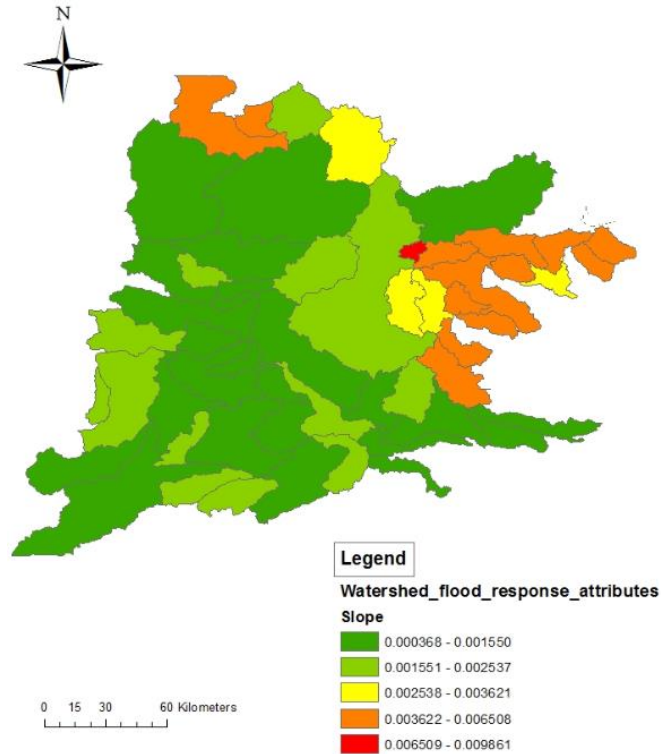 N
Legend
Watershed_flood_response_attributes
Slope
0.000368 - 0.001550
0.001551 - 0.002537
0.002538 - 0.003621
0.003622 - 0.006508
0.006509 - 0.009861
0 15 30 60 Kilometers